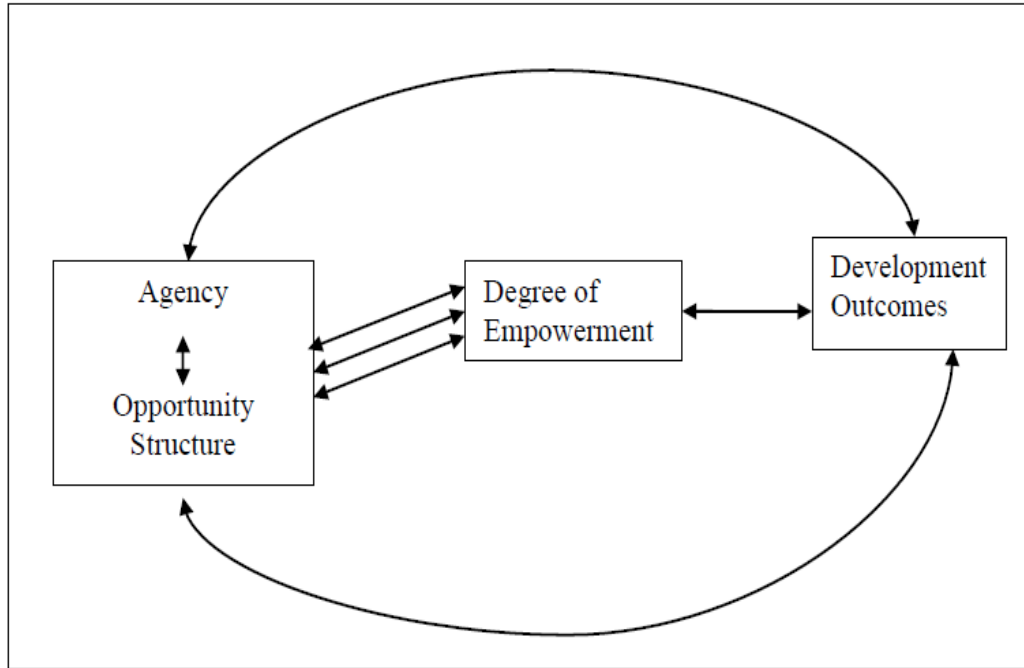 Agency
Opportunity
Structure
Degree of
Empowerment
Development
Outcomes